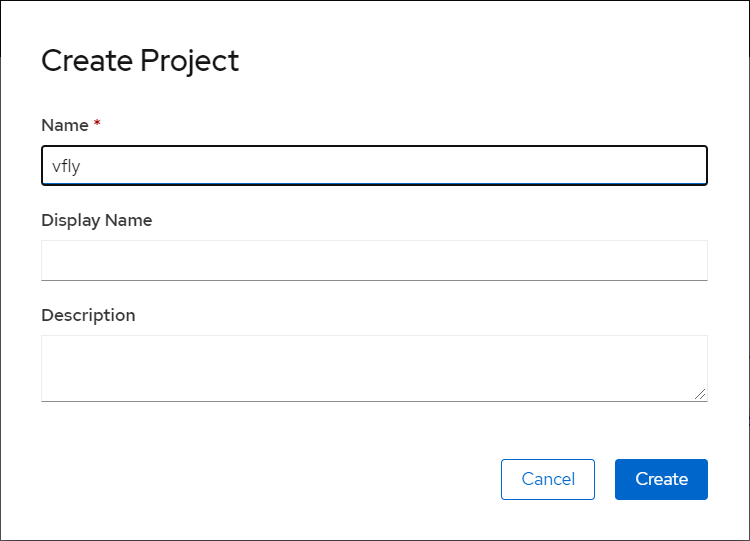 Create Project
Name *
vfly
Display Name
Description
Cancel
Create